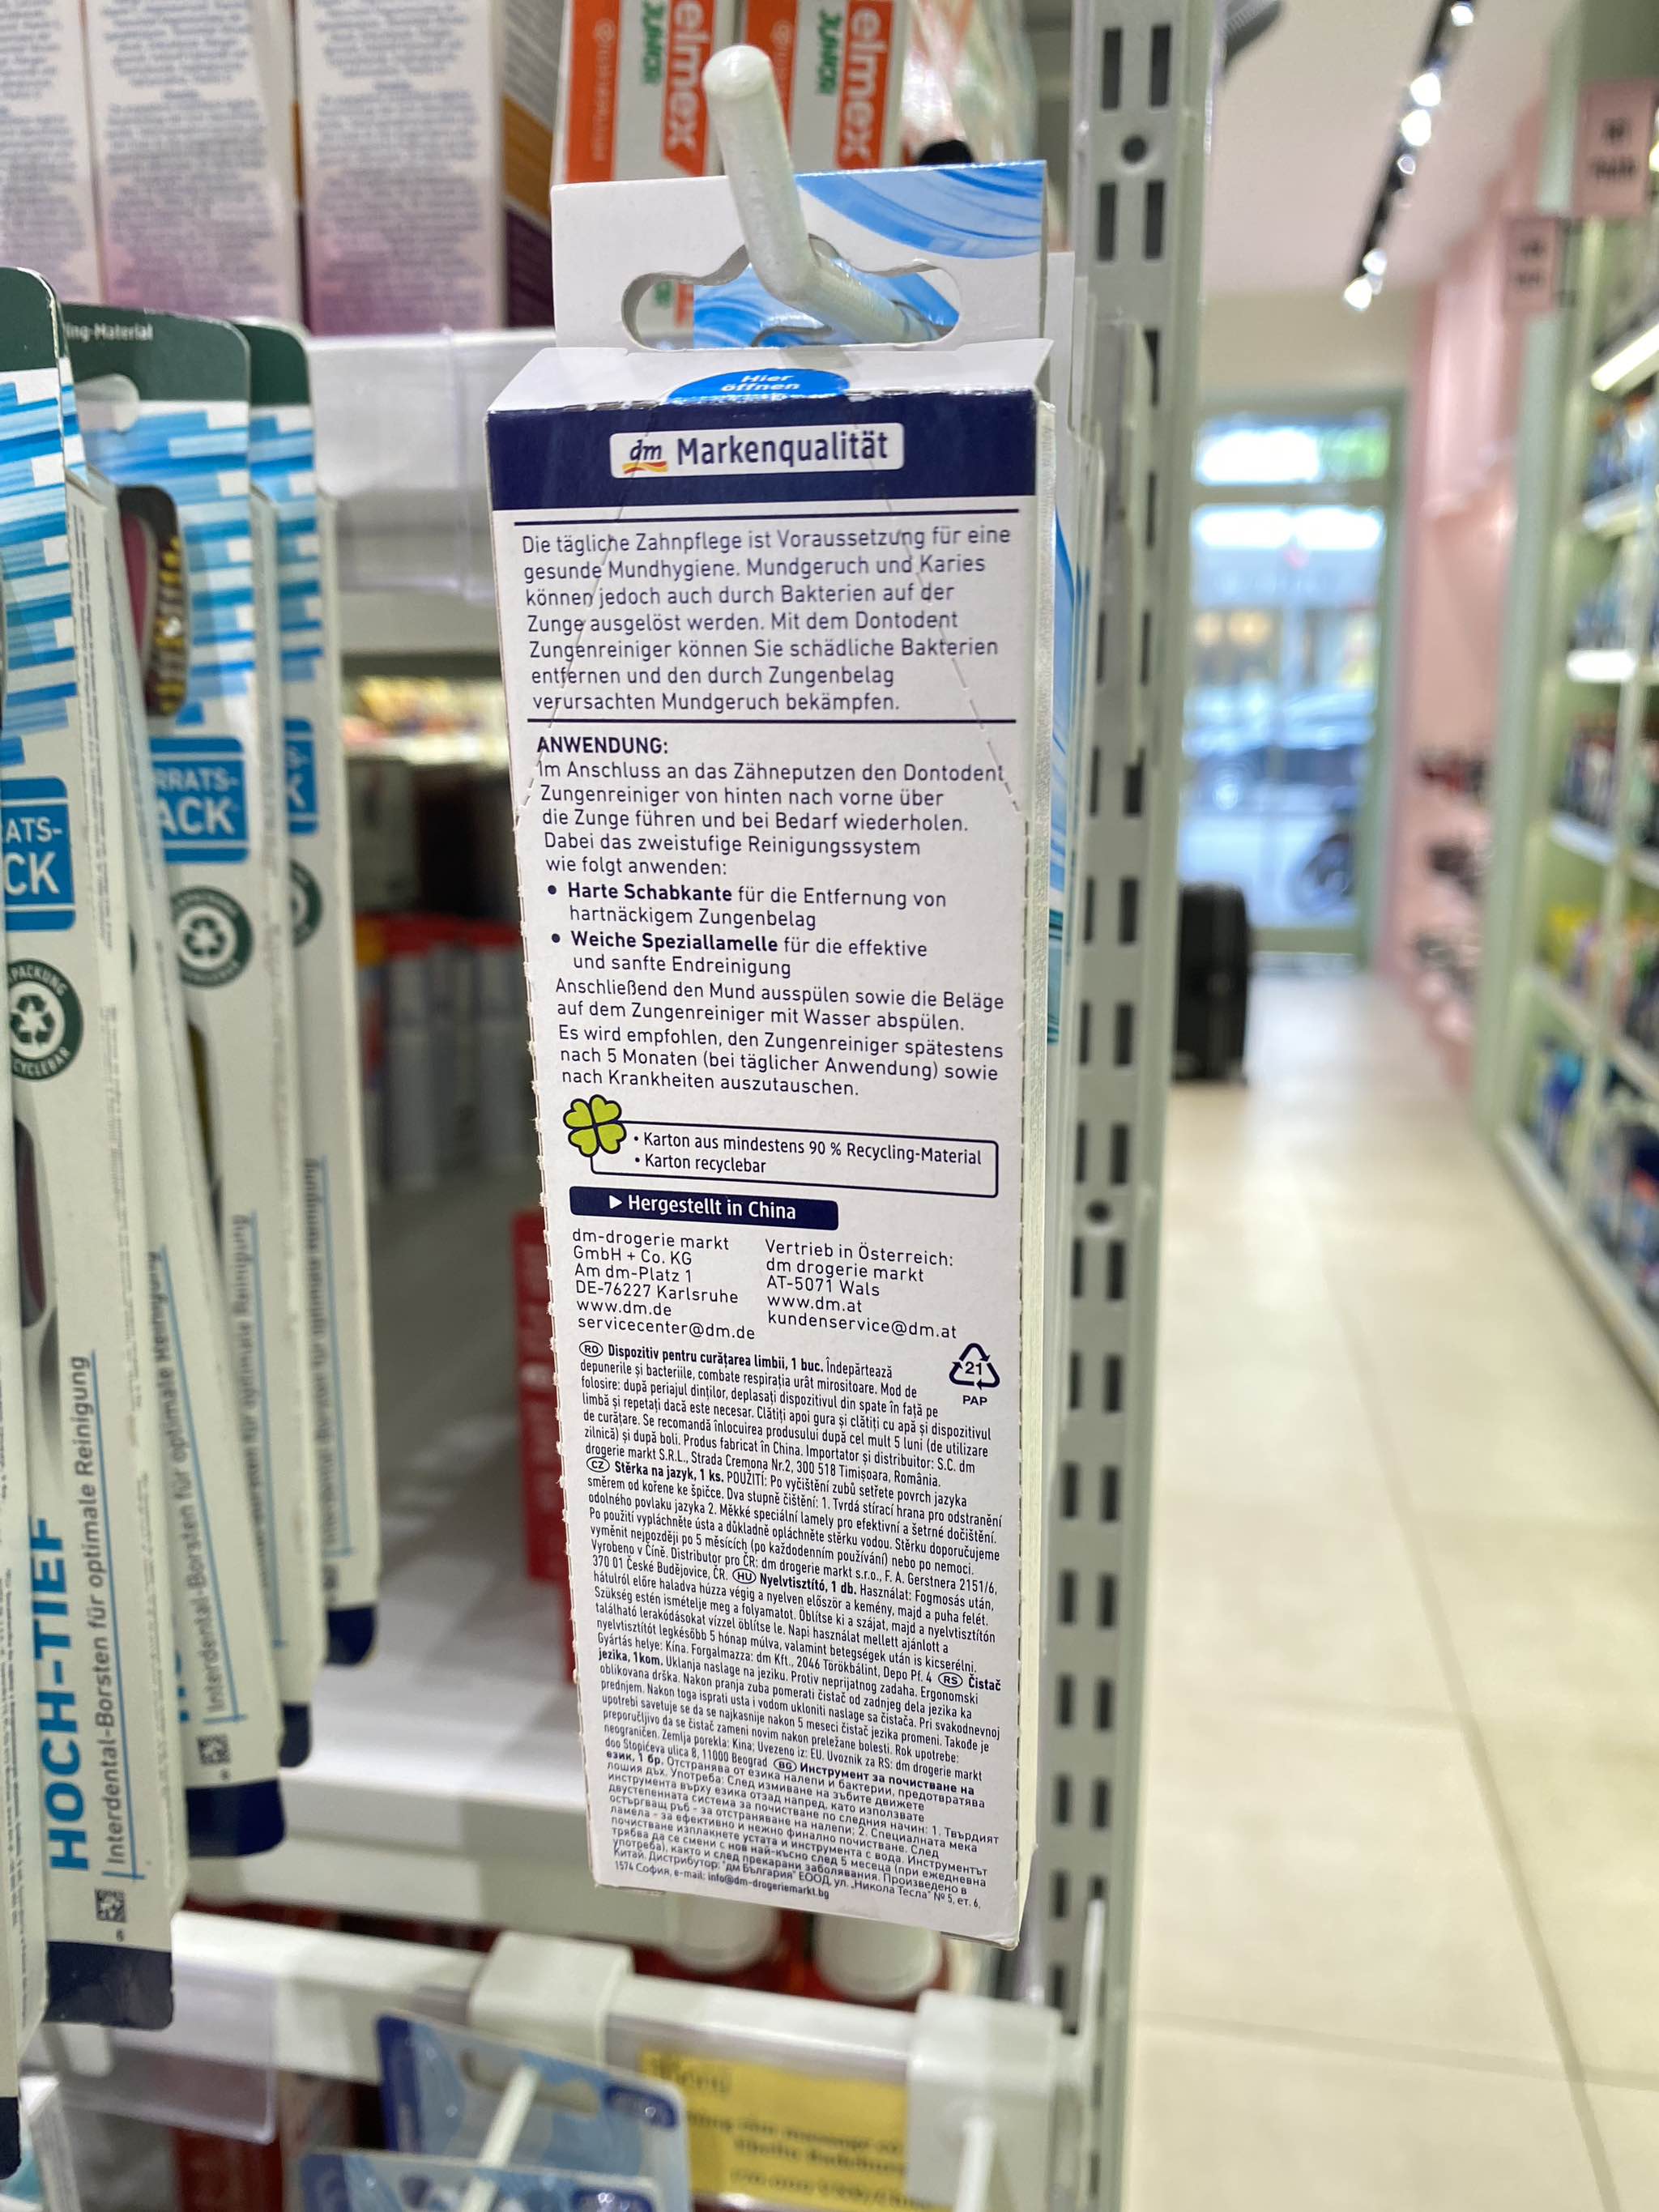 elmex
JUNIOR
elmex
JUNIOR
ing-Material
Hier
öffnen
dm Markenqualität
Die tägliche Zahnpflege ist Voraussetzung für eine
gesunde Mundhygiene. Mundgeruch und Karies
können jedoch auch durch Bakterien auf der
Zunge ausgelöst werden. Mit dem Dontodent
Zungenreiniger können Sie schädliche Bakterien
entfernen und den durch Zungenbelag
verursachten Mundgeruch bekämpfen.
ANWENDUNG:
Im Anschluss an das Zähneputzen den Dontodent
Zungenreiniger von hinten nach vorne über
die Zunge führen und bei Bedarf wiederholen.
Dabei das zweistufige Reinigungssystem
wie folgt anwenden:
• Harte Schabkante für die Entfernung von
hartnäckigem Zungenbelag
• Weiche Speziallamelle für die effektive
und sanfte Endreinigung
Anschließend den Mund ausspülen sowie die Beläge
auf dem Zungenreiniger mit Wasser abspülen.
Es wird empfohlen, den Zungenreiniger spätestens
nach 5 Monaten (bei täglicher Anwendung) sowie
nach Krankheiten auszutauschen.
• Karton aus mindestens 90 % Recycling-Material
• Karton recyclebar
▶ Hergestellt in China
dm-drogerie markt
GmbH + Co. KG
Am dm-Platz 1
DE-76227 Karlsruhe
www.dm.de
servicecenter@dm.de
Vertrieb in Österreich:
dm drogerie markt
AT-5071 Wals
www.dm.at
kundenservice@dm.at
21
PAP
RO Dispozitiv pentru curățarea limbii, 1 buc. Îndepărtează
depunerile și bacteriile, combate respirația urât mirositoare. Mod de
folosire: după periajul dinților, deplasați dispozitivul din spate în față pe
limbă și repetați dacă este necesar. Clătiți apoi gura și clătiți cu apă și dispozitivul
de curățare. Se recomandă înlocuirea produsului după cel mult 5 luni (de utilizare
zilnică) și după boli. Produs fabricat în China. Importator și distribuitor: S.C. dm
drogerie markt S.R.L., Strada Cremona Nr.2, 300 518 Timișoara, România.
CZ Stěrka na jazyk, 1 ks. POUŽITÍ: Po vyčištění zubů setřete povrch jazyka
směrem od kořene ke špičce. Dva stupně čištění: 1. Tvrdá stírací hrana pro odstranění
odolného povlaku jazyka 2. Měkké speciální lamely pro efektivní a šetrné dočištění.
Po použití vypláchněte ústa a důkladně opláchněte stěrku vodou. Stěrku doporučujeme
vyměnit nejpozději po 5 měsících (po každodenním používání) nebo po nemoci.
Vyrobeno v Číně. Distributor pro ČR: dm drogerie markt s.r.o., F. A. Gerstnera 2151/6,
370 01 České Budějovice, ČR. HU Nyelvtisztító, 1 db. Használat: Fogmosás után,
hátulról előre haladva húzza végig a nyelven először a kemény, majd a puha felét.
Szükség estén ismételje meg a folyamatot. Öblítse ki a száját, majd a nyelvtisztítón
található lerakódásokat vízzel öblítse le. Napi használat mellett ajánlott a
nyelvtisztítót legkésőbb 5 hónap múlva, valamint betegségek után is kicserélni.
Gyártás helye: Kína. Forgalmazza: dm Kft., 2046 Törökbálint, Depo Pf. 4 RS Čistač
jezika, 1kom. Uklanja naslage na jeziku. Protiv neprijatnog zadaha. Ergonomski
oblikovana drška. Nakon pranja zuba pomerati čistač od zadnjeg dela jezika ka
prednjem. Nakon toga isprati usta i vodom ukloniti naslage sa čistača. Pri svakodnevnoj
upotrebi savetuje se da se najkasnije nakon 5 meseci čistač jezika promeni. Takođe je
preporučljivo da se čistač zameni novim nakon preležane bolesti. Rok upotrebe:
neograničen. Zemlja porekla: Kina; Uvezeno iz: EU. Uvoznik za RS: dm drogerie markt
doo Stopićeva ulica 8, 11000 Beograd BG Инструмент за почистване на
език, 1 бр. Отстранява от езика налепи и бактерии, предотвратява
лошия дъх. Употреба: След измиване на зъбите движете
инструмента върху езика отзад напред, като използвате
двустепенната система за почистване по следния начин: 1. Твърдият
остъргващ ръб - за отстраняване на налепи; 2. Специалната мека
ламела - за ефективно и нежно финално почистване. След
почистване изплакнете устата и инструмента с вода. Инструментът
трябва да се смени с нов най-късно след 5 месеца (при ежедневна
употреба), както и след прекарани заболявания. Произведено в
Китай. Дистрибутор: "дм България" ЕООД, ул. „Никола Тесла" № 5, ет. 6,
1574 София, e-mail: info@dm-drogeriemarkt.bg
ATS-
CK
RRATS-
ACK
S-
K
PACKUNG
CYCLEBAR
HOCH-TIEF
Interdental-Borsten für optimale Reinigung
Interdental-Borsten für optimale Reinigung